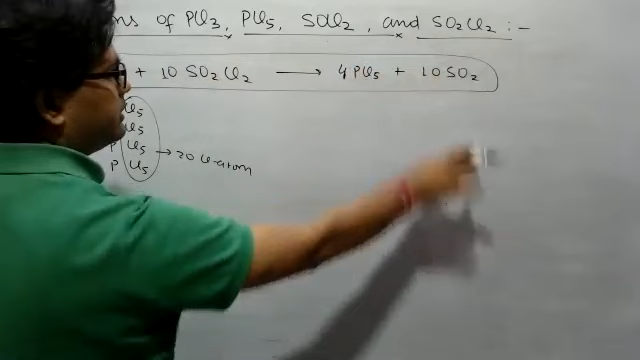 ns of PCl3, PCl5, SOCl2, and SO2Cl2 :-
+ 10 SO2Cl2 ⟶ 4 PCl5 + 10 SO2
Cl5
Cl5
P Cl5 → 20 Cl-atom
P Cl5